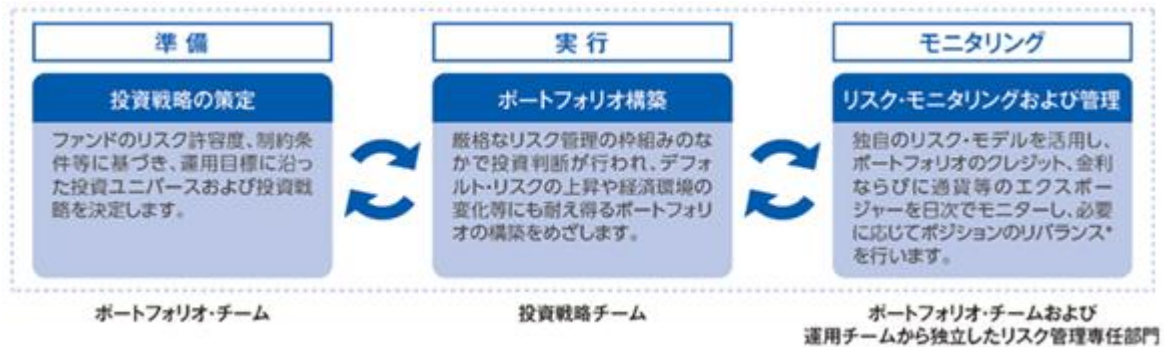 準備
投資戦略の策定
ファンドのリスク許容度、制約条
件等に基づき、運用目標に沿っ
た投資ユニバースおよび投資戦
略を決定します。
ポートフォリオ・チーム
実行
ポートフォリオ構築
厳格なリスク管理の枠組みのな
かで投資判断が行われ、デフォ
ルト・リスクの上昇や経済環境の
変化等にも耐え得るポートフォリ
オの構築をめざします。
投資戦略チーム
モニタリング
リスク・モニタリングおよび管理
独自のリスク・モデルを活用し、
ポートフォリオのクレジット、金利
ならびに通貨等のエクスポー
ジャーを日次でモニターし、必要
に応じてポジションのリバランス*
を行います。
ポートフォリオ・チームおよび
運用チームから独立したリスク管理専任部門